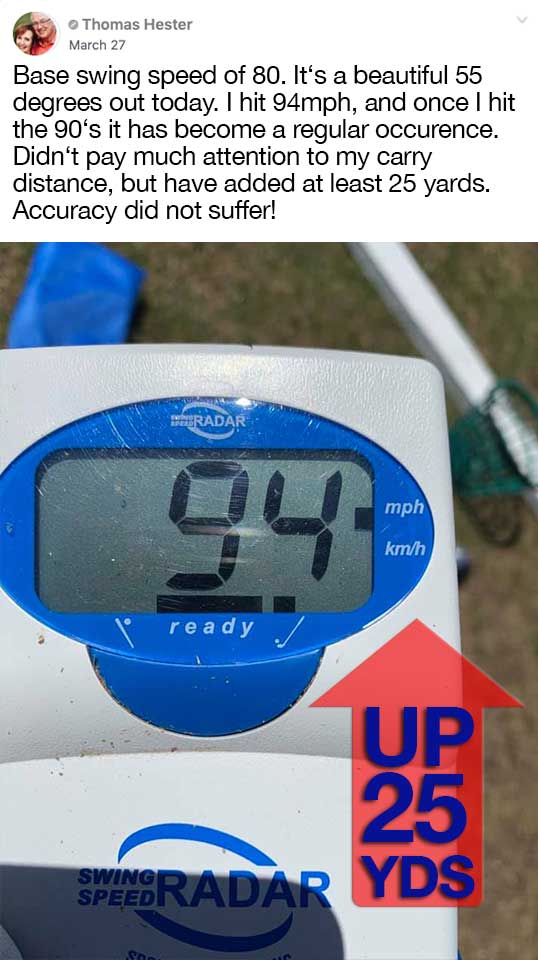 Thomas Hester
March 27
Base swing speed of 80. It‘s a beautiful 55
degrees out today. I hit 94mph, and once I hit
the 90‘s it has become a regular occurence.
Didn‘t pay much attention to my carry
distance, but have added at least 25 yards.
Accuracy did not suffer!
SWING
SPEED RADAR
94
mph
km/h
ready
UP
25
YDS
SWING
SPEED RADAR